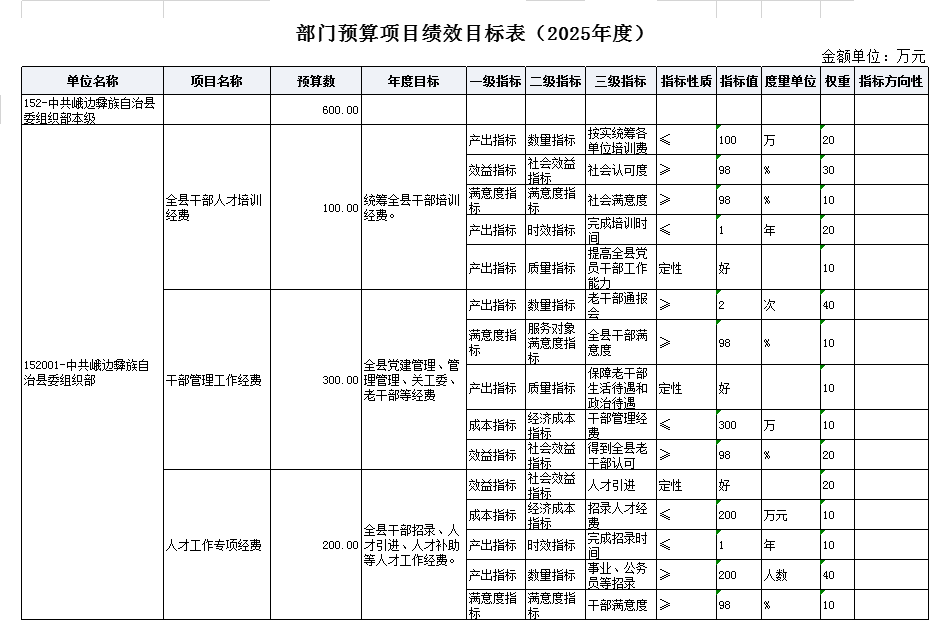 部门预算项目绩效目标表（2025年度）
金额单位：万元
单位名称 项目名称 预算数 年度目标 一级指标 二级指标 三级指标 指标性质 指标值 度量单位 权重 指标方向性
152-中共峨边彝族自治县
委组织部本级
600.00
152001-中共峨边彝族自
治县委组织部
全县干部人才培训
经费
100.00
统筹全县干部培训
经费。
产出指标 数量指标 按实统筹各
单位培训费 ≤ 100 万 20
效益指标 社会效益
指标 社会认可度 ≥ 98 % 30
满意度指
标 满意度指
标 社会满意度 ≥ 98 % 10
产出指标 时效指标 完成培训时
间 ≤ 1 年 20
产出指标 质量指标 提高全县党
员干部工作
能力 定性 好 10
干部管理工作经费
300.00
全县党建管理、管
理管理、关工委、
老干部等经费
产出指标 数量指标 老干部通报
会 ≥ 2 次 40
满意度指
标 服务对象
满意度指
标 全县干部满
意度 ≥ 98 % 10
产出指标 质量指标 保障老干部
生活待遇和
政治待遇 定性 好 10
成本指标 经济成本
指标 干部管理经
费 ≤ 300 万 10
效益指标 社会效益
指标 得到全县老
干部认可 ≥ 98 % 20
人才工作专项经费
200.00
全县干部招录、人
才引进、人才补助
等人才工作经费。
效益指标 社会效益
指标 人才引进 定性 好 20
成本指标 经济成本
指标 招录人才经
费 ≤ 200 万元 10
产出指标 时效指标 完成招录时
间 ≤ 1 年 10
产出指标 数量指标 事业、公务
员等招录 ≥ 200 人数 40
满意度指
标 满意度指
标 干部满意度 ≥ 98 % 10